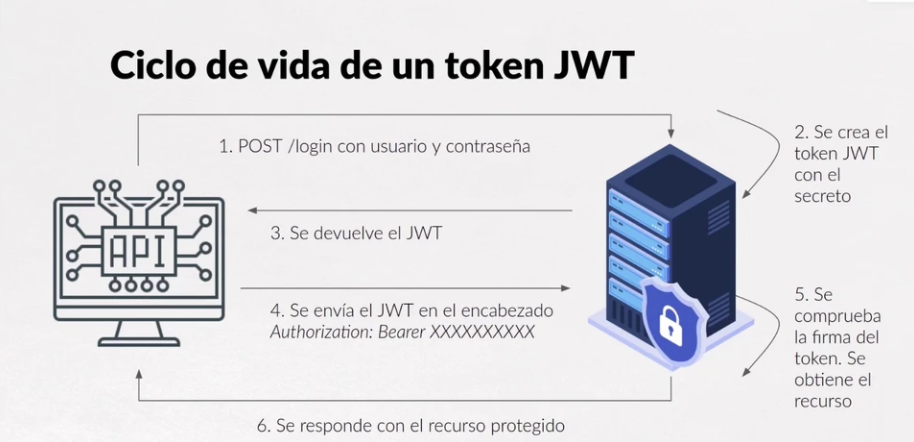 Ciclo de vida de un token JWT
1. POST /login con usuario y contraseña
2. Se crea el
token JWT
con el
secreto
API
3. Se devuelve el JWT
4. Se envía el JWT en el encabezado
Authorization: Bearer XXXXXXXXXX
5. Se
comprueba
la firma del
token. Se
obtiene el
recurso
6. Se responde con el recurso protegido